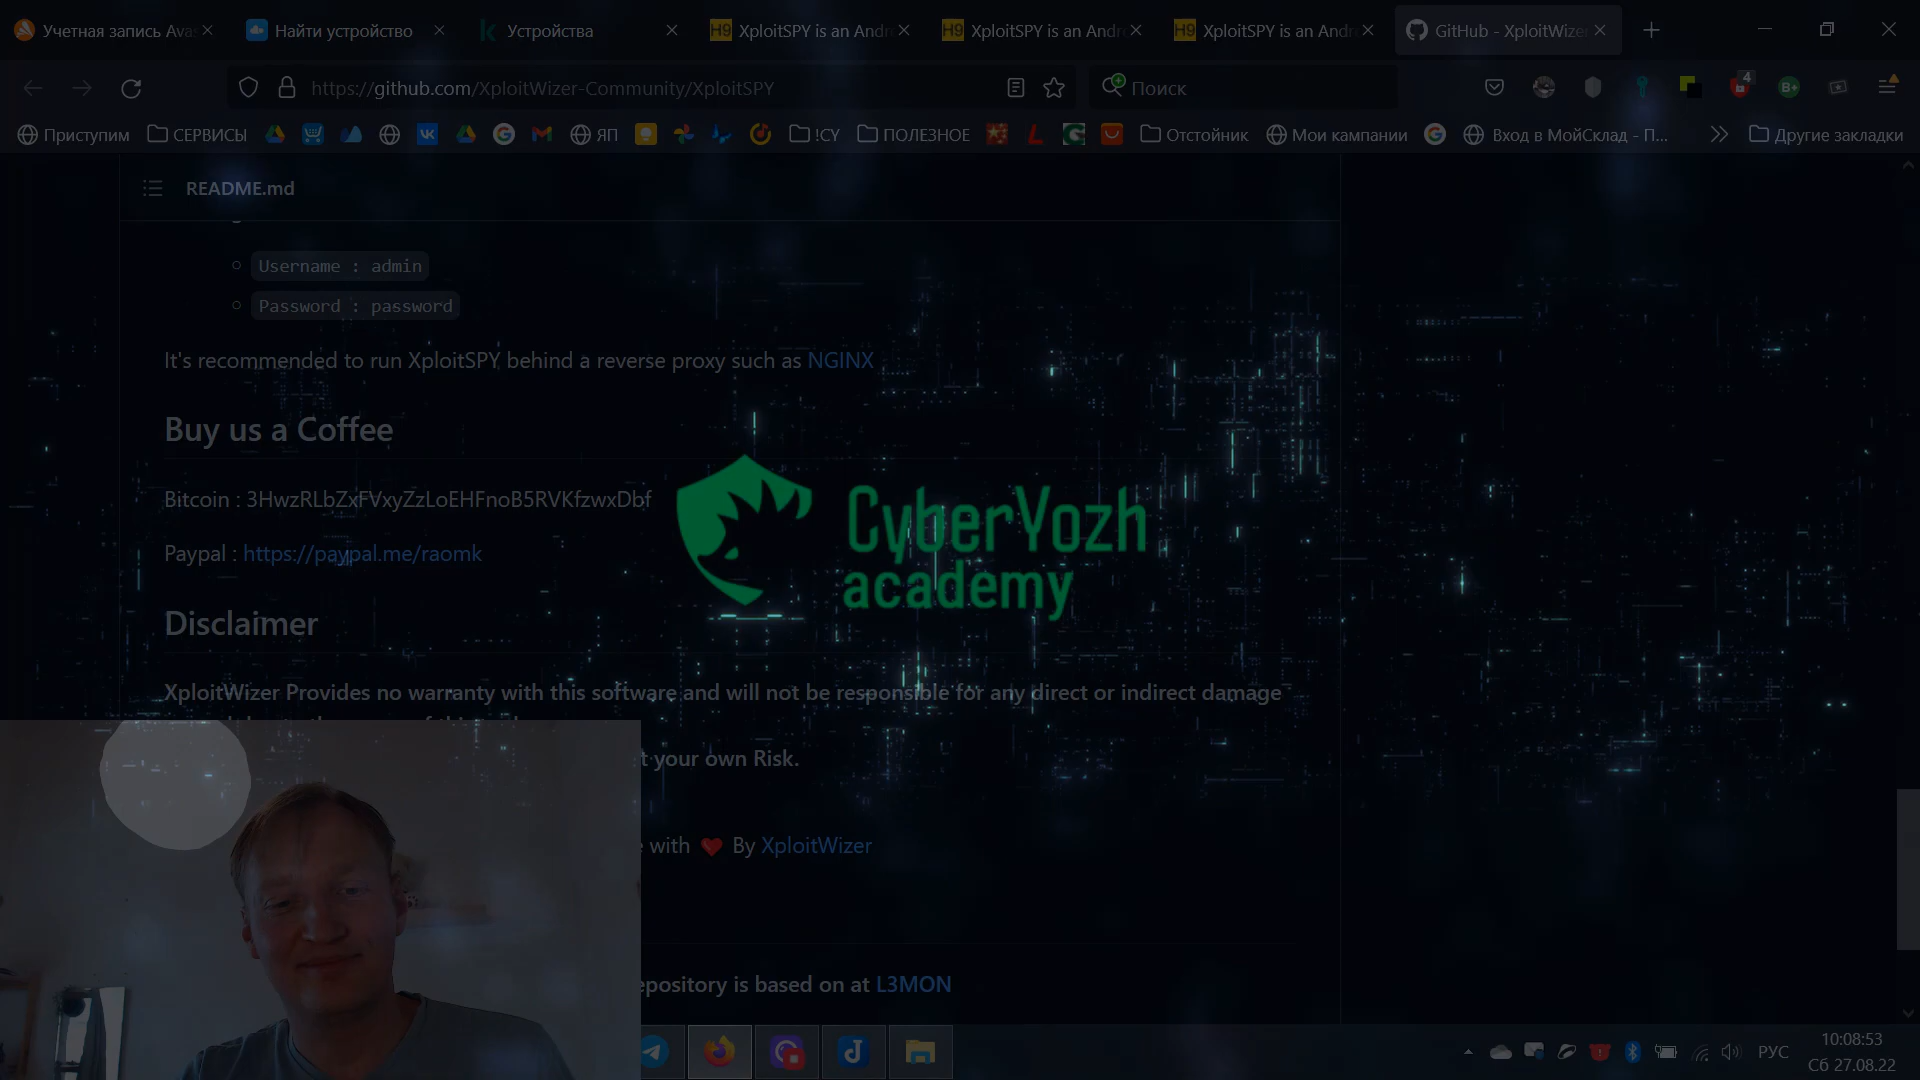 Учетная запись Avas
Найти устройство
Устройства
XploitSPY is an Andr
XploitSPY is an Andr
XploitSPY is an Andr
GitHub - XploitWizer
https://github.com/XploitWizer-Community/XploitSPY
Поиск
4
Приступим
СЕРВИСЫ
ЯП
!CY
ПОЛЕЗНОЕ
Отстойник
Мои кампании
Вход в МойСклад - П...
Другие закладки
README.md
Username : admin
Password : password
It's recommended to run XploitSPY behind a reverse proxy such as NGINX
Buy us a Coffee
Bitcoin : 3HwzRLbZxFVxyZzLoEHFnoB5RVKfzwxDbf
Paypal : https://paypal.me/raomk
CyberYozh
academy
Disclaimer
XploitWizer Provides no warranty with this software and will not be responsible for any direct or indirect damage
t your own Risk.
with ❤ By XploitWizer
epository is based on at L3MON
РУС
10:08:53
Сб 27.08.22